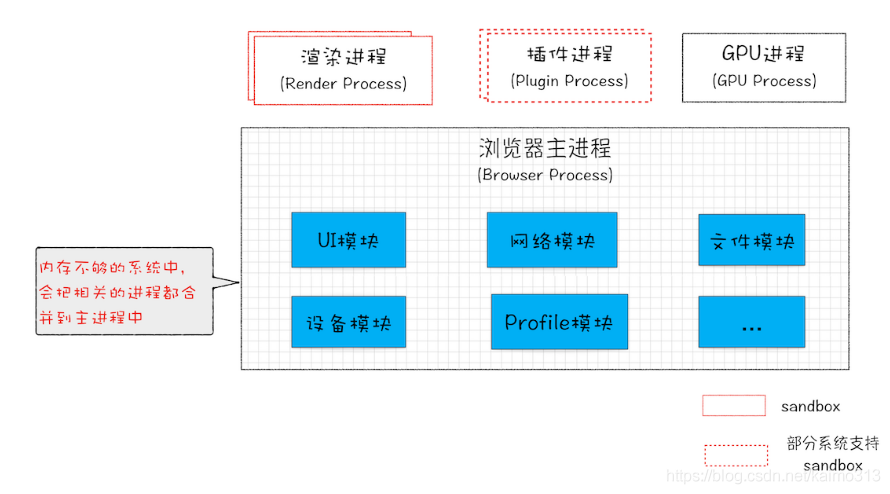 渲染进程
(Render Process)
插件进程
(Plugin Process)
GPU进程
(GPU Process)
浏览器主进程
(Browser Process)
UI模块
网络模块
文件模块
内存不够的系统中，
会把相关的进程都合
并到主进程中
设备模块
Profile模块
...
sandbox
部分系统支持
sandbox
https://blog.csdn.net/kaimo313